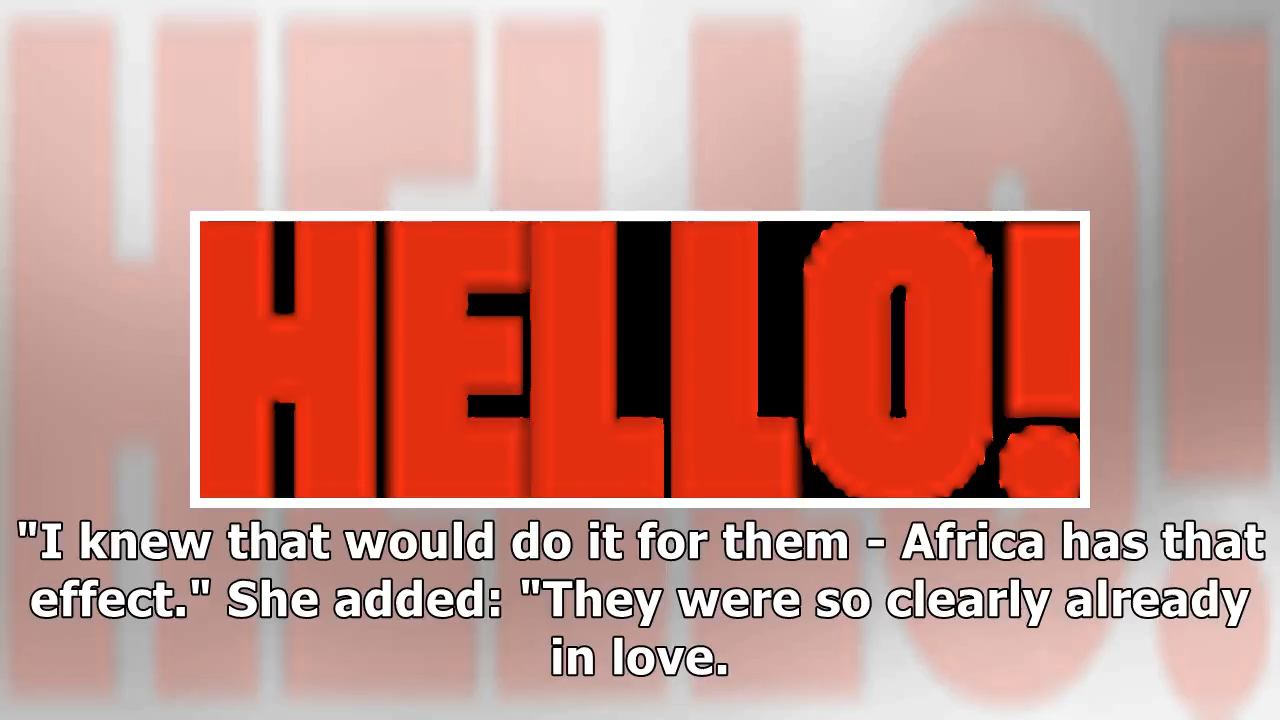 HELLO!
"I knew that would do it for them - Africa has that
effect." She added: "They were so clearly already
in love.